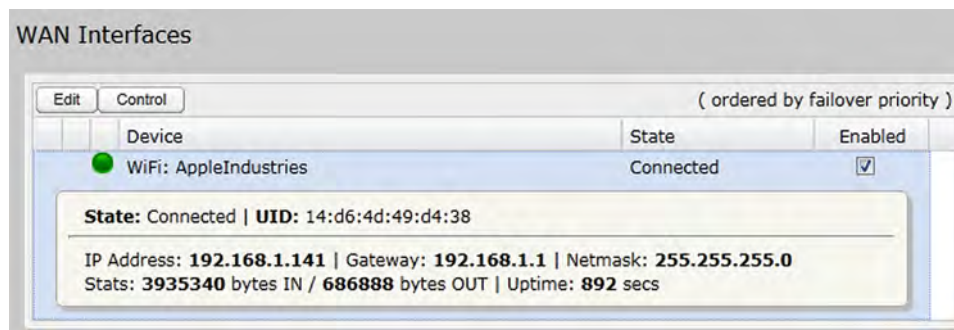 WAN Interfaces
Edit Control ( ordered by failover priority )
Device State Enabled
WiFi: AppleIndustries Connected
State: Connected | UID: 14:d6:4d:49:d4:38
IP Address: 192.168.1.141 | Gateway: 192.168.1.1 | Netmask: 255.255.255.0
Stats: 3935340 bytes IN / 686888 bytes OUT | Uptime: 892 secs